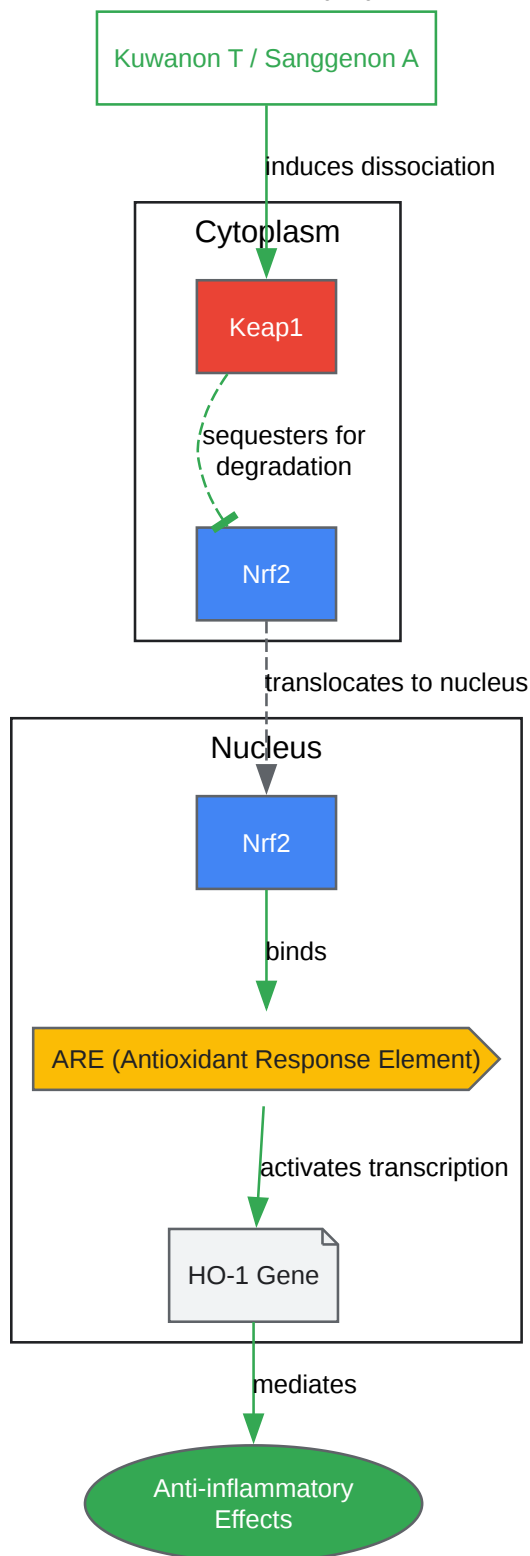 Kuwanon T / Sanggenon A
induces dissociation
Cytoplasm
Keap1
sequesters for
degradation
Nrf2
translocates to nucleus
Nucleus
Nrf2
binds
ARE (Antioxidant Response Element)
activates transcription
HO-1 Gene
mediates
Anti-inflammatory
Effects